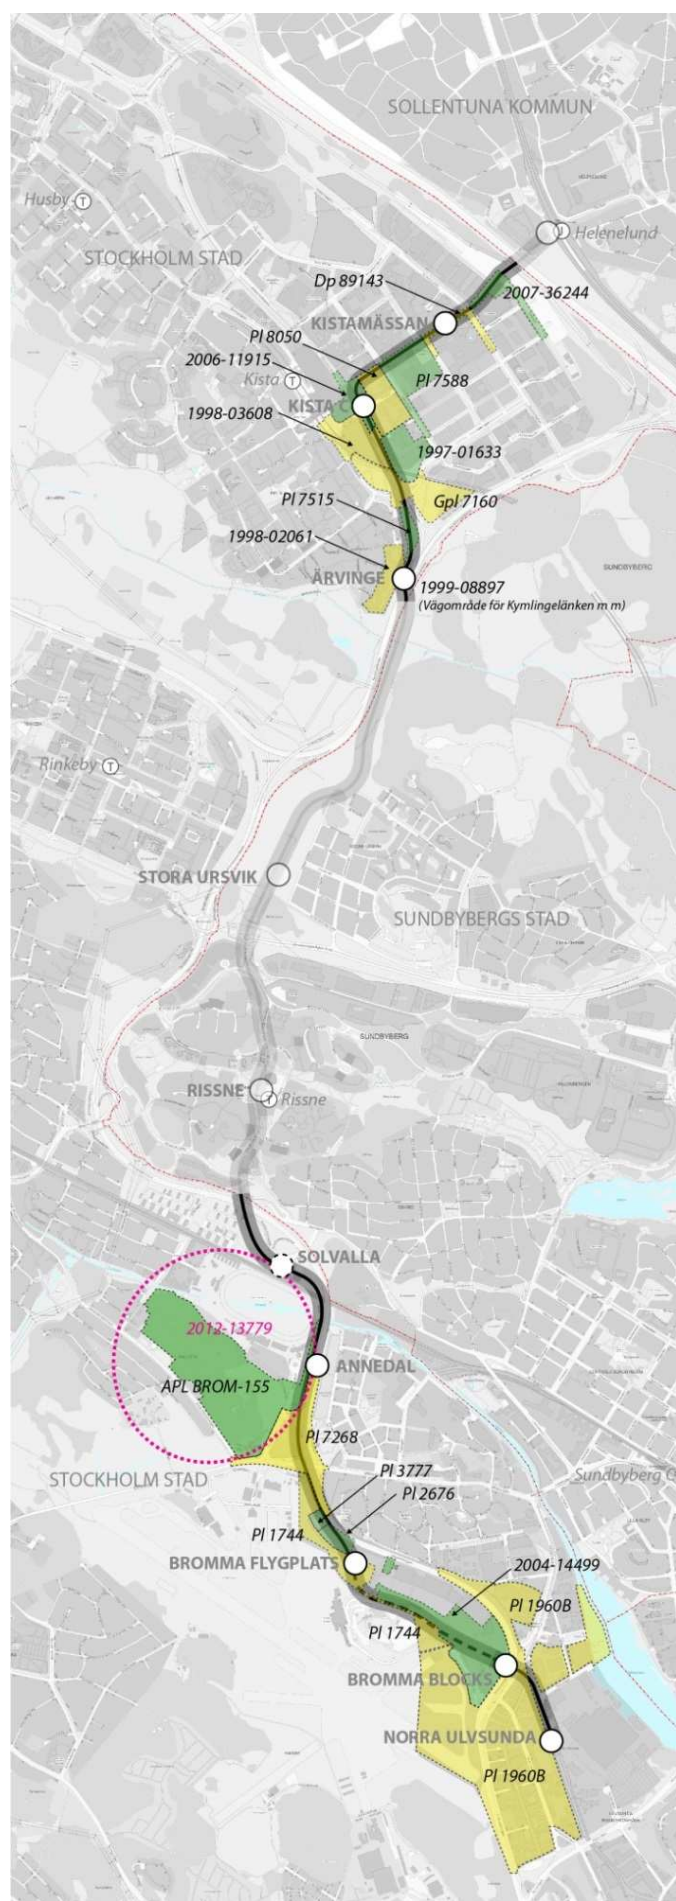 SOLLENTUNA KOMMUN
Husby T
Helenelund
STOCKHOLM STAD
Dp 89143
2007-36244
KISTAMÄSSAN
Pl 8050
2006-11915
Kista T
Pl 7588
KISTA C
1998-03608
1997-01633
Pl 7515
Gpl 7160
1998-02061
SUNDBYBERG
ÄRVINGE
1999-08897
(Vägområde för Kymlingelänken m m)
Rinkeby T
STORA URSVIK
SUNDBYBERGS STAD
SUNDBYBERG
RISSNE
T Rissne
SOLVALLA
2012-13779
ANNEDAL
APL BROM-155
Pl 7268
STOCKHOLM STAD
Pl 3777
Sundbyberg
Pl 2676
Pl 1744
BROMMA FLYGPLATS
2004-14499
Pl 1960B
Pl 1744
BROMMA BLOCKS
NORRA ULVSUNDA
Pl 1960B